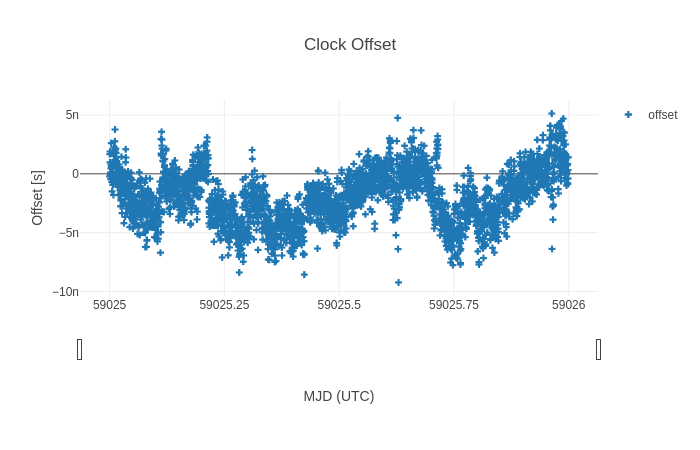 Clock Offset
5n
0
−5n
−10n
Offset [s]
59025
59025.25
59025.5
59025.75
59026
MJD (UTC)
offset